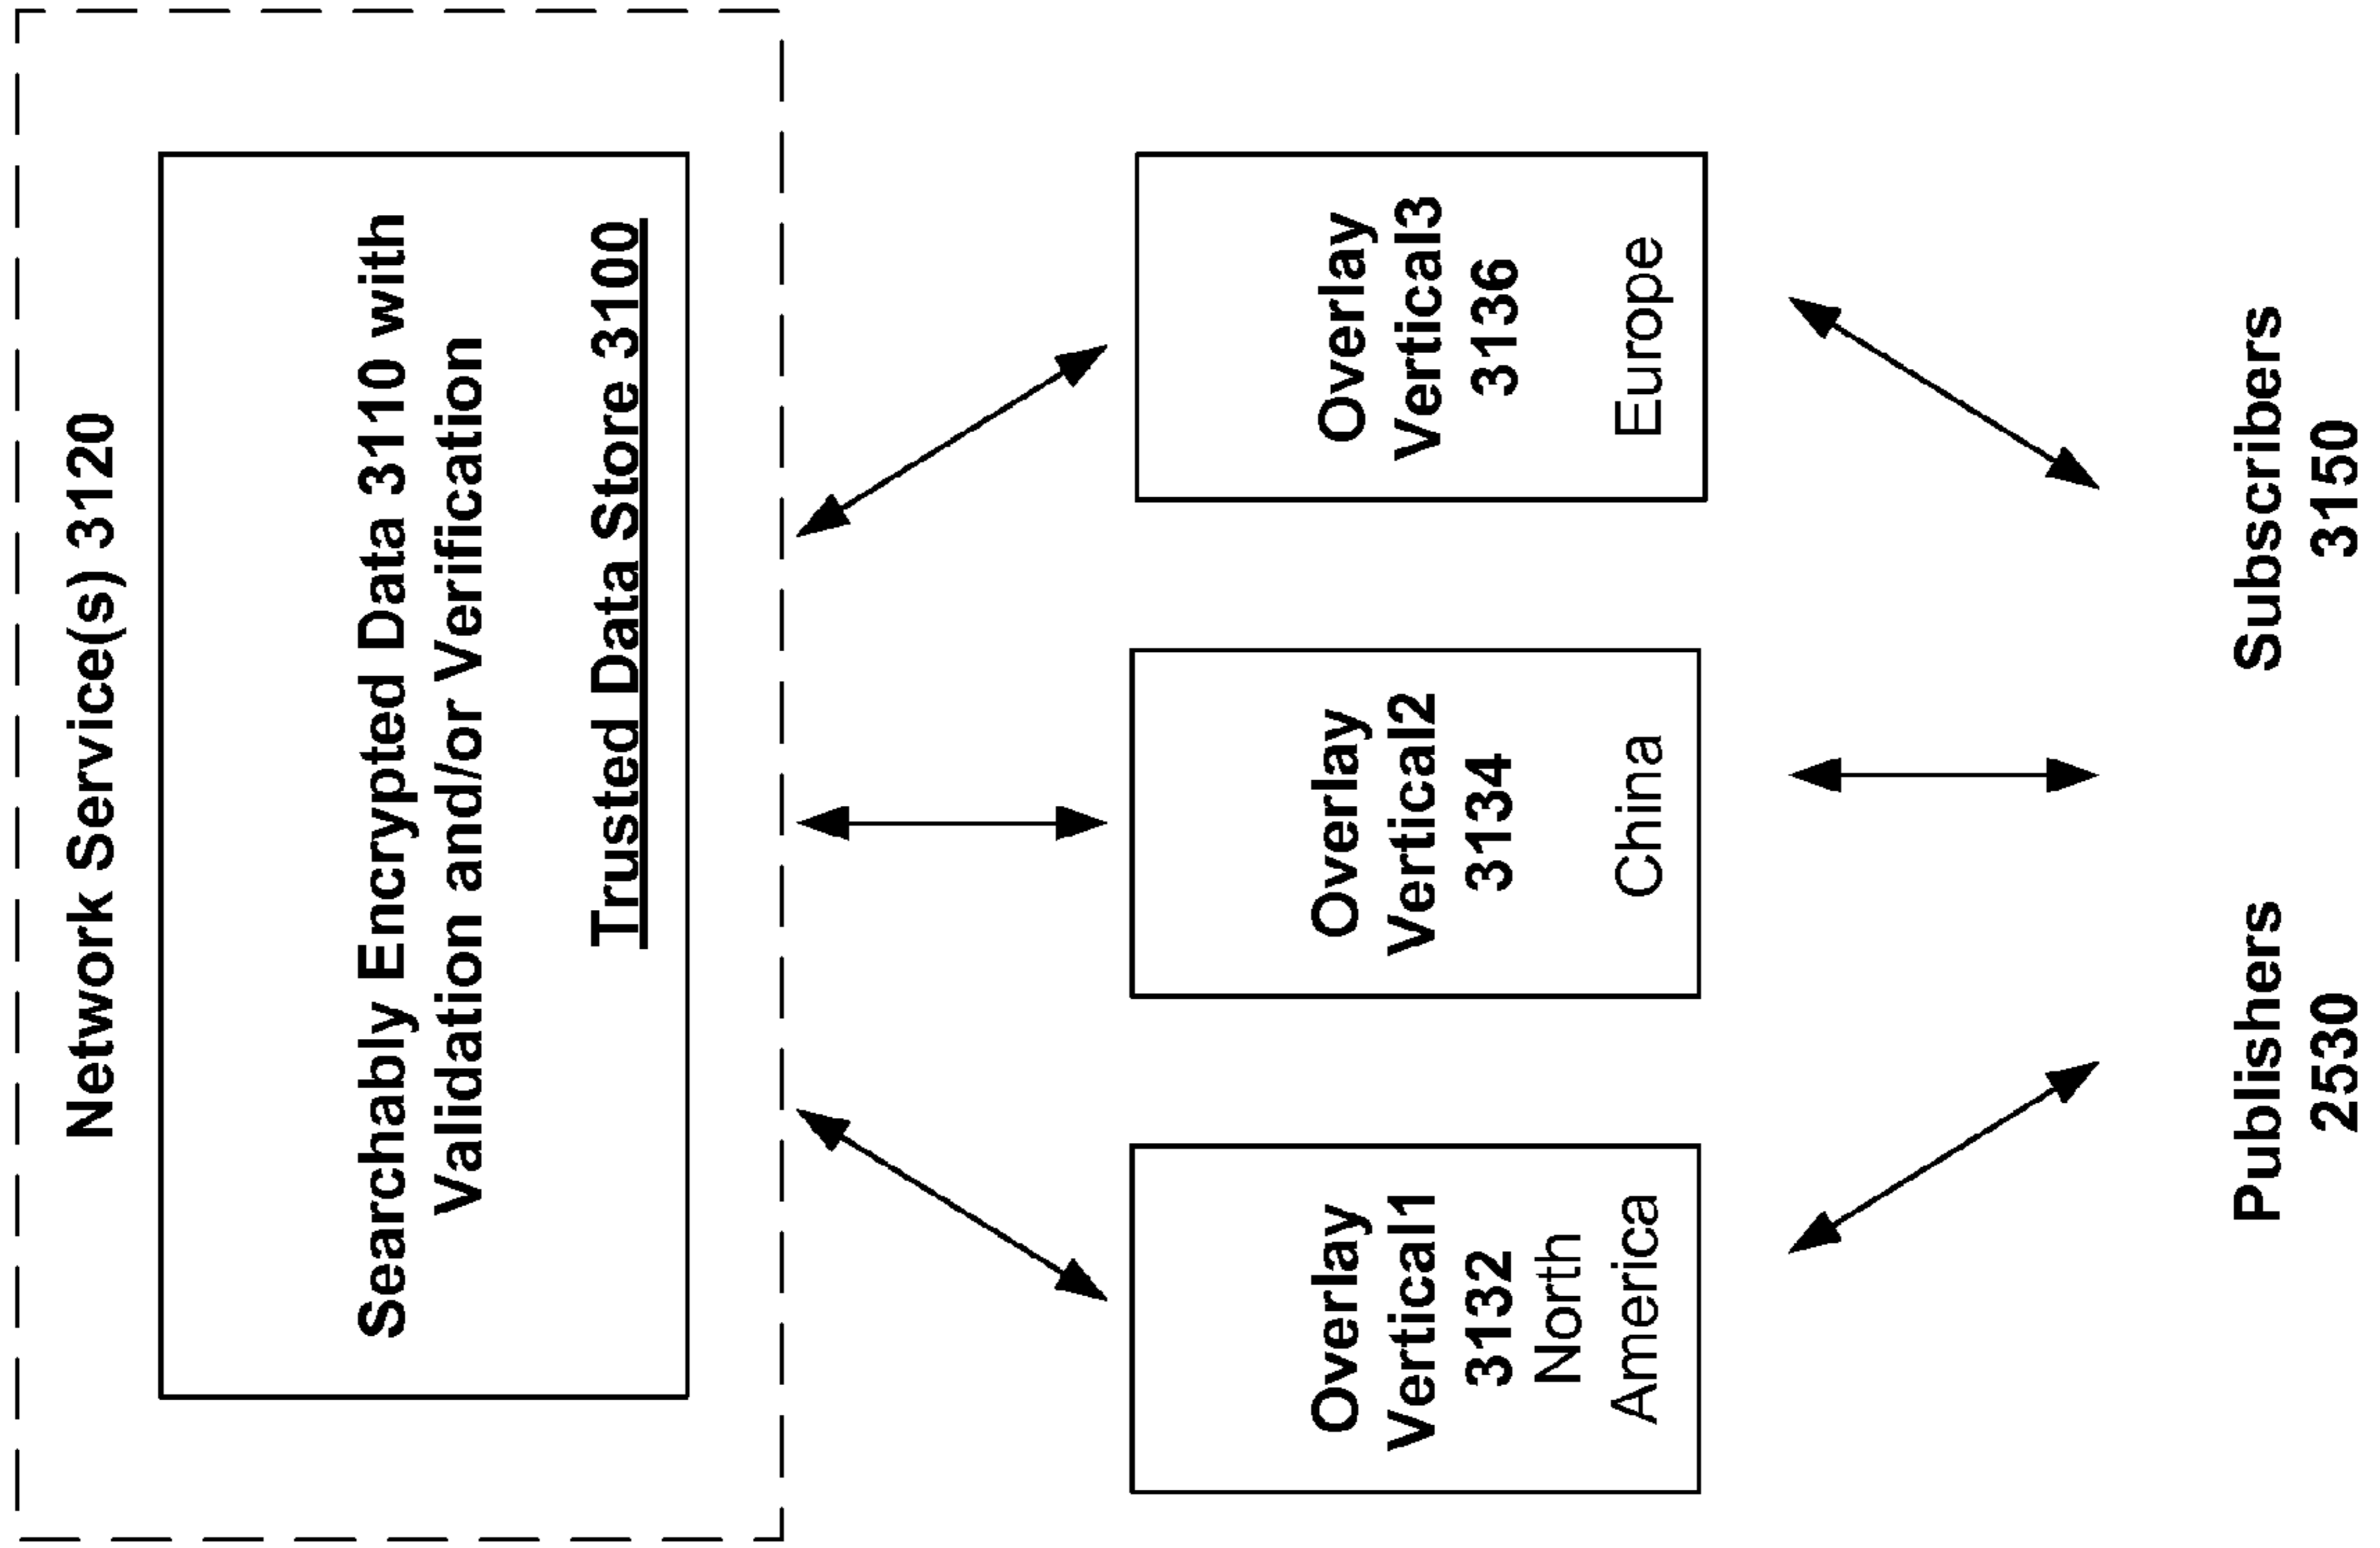 Network Service(s) 3120
Searchably Encrypted Data 3110 with
Validation and/or Verification
Trusted Data Store 3100
Overlay
Vertical1
3132
North
America
Overlay
Vertical2
3134
China
Overlay
Vertical3
3136
Europe
Publishers
2530
Subscribers
3150